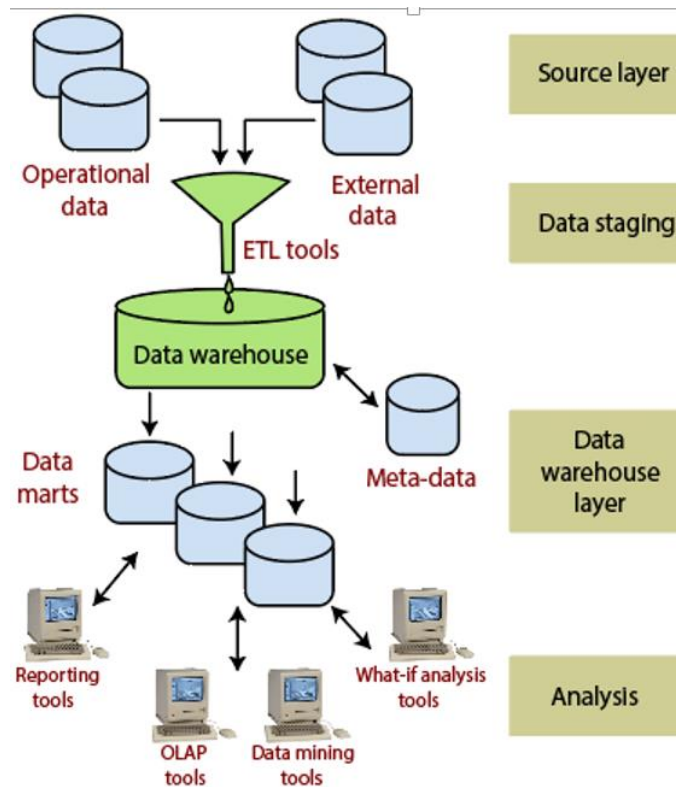 Source layer
Operational
data
External
data
Data staging
ETL tools
Data warehouse
Data
marts
Meta-data
Data
warehouse
layer
Reporting
tools
What-if analysis
tools
Analysis
OLAP
tools
Data mining
tools